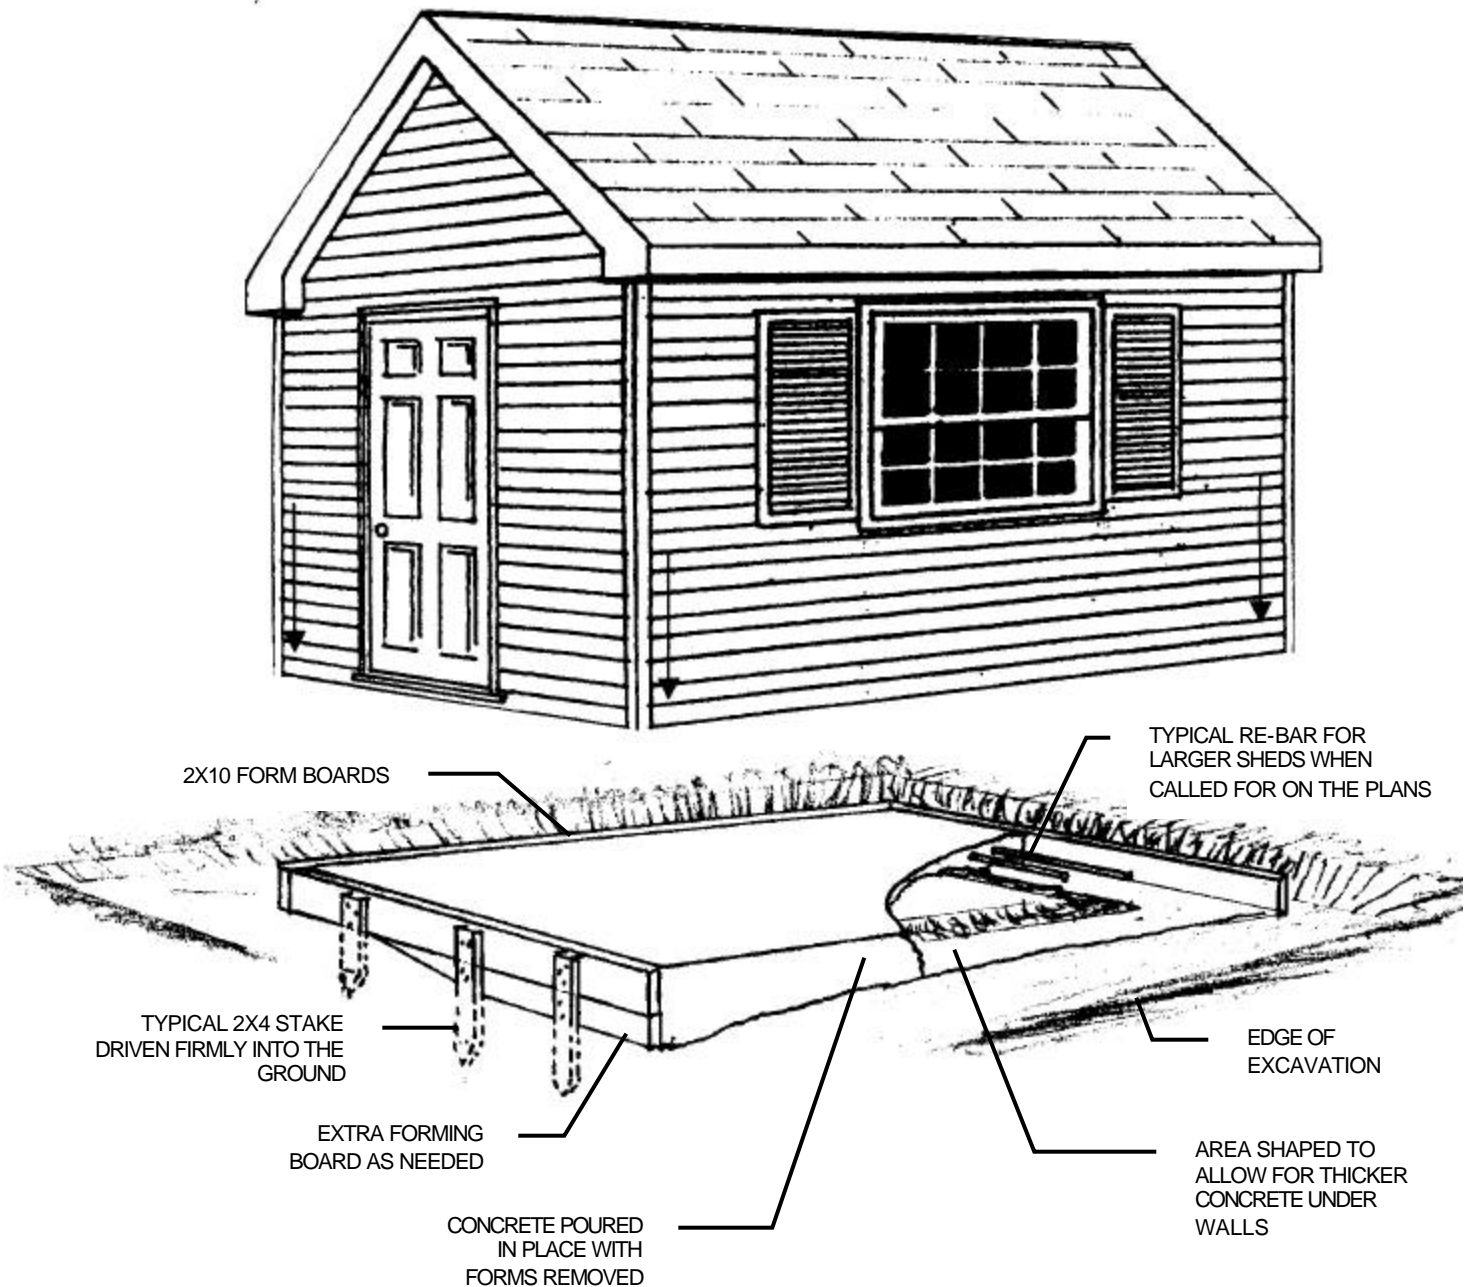 2X10 FORM BOARDS
TYPICAL RE-BAR FOR
LARGER SHEDS WHEN
CALLED FOR ON THE PLANS
TYPICAL 2X4 STAKE
DRIVEN FIRMLY INTO THE
GROUND
EDGE OF
EXCAVATION
EXTRA FORMING
BOARD AS NEEDED
AREA SHAPED TO
ALLOW FOR THICKER
CONCRETE UNDER
WALLS
CONCRETE POURED
IN PLACE WITH
FORMS REMOVED